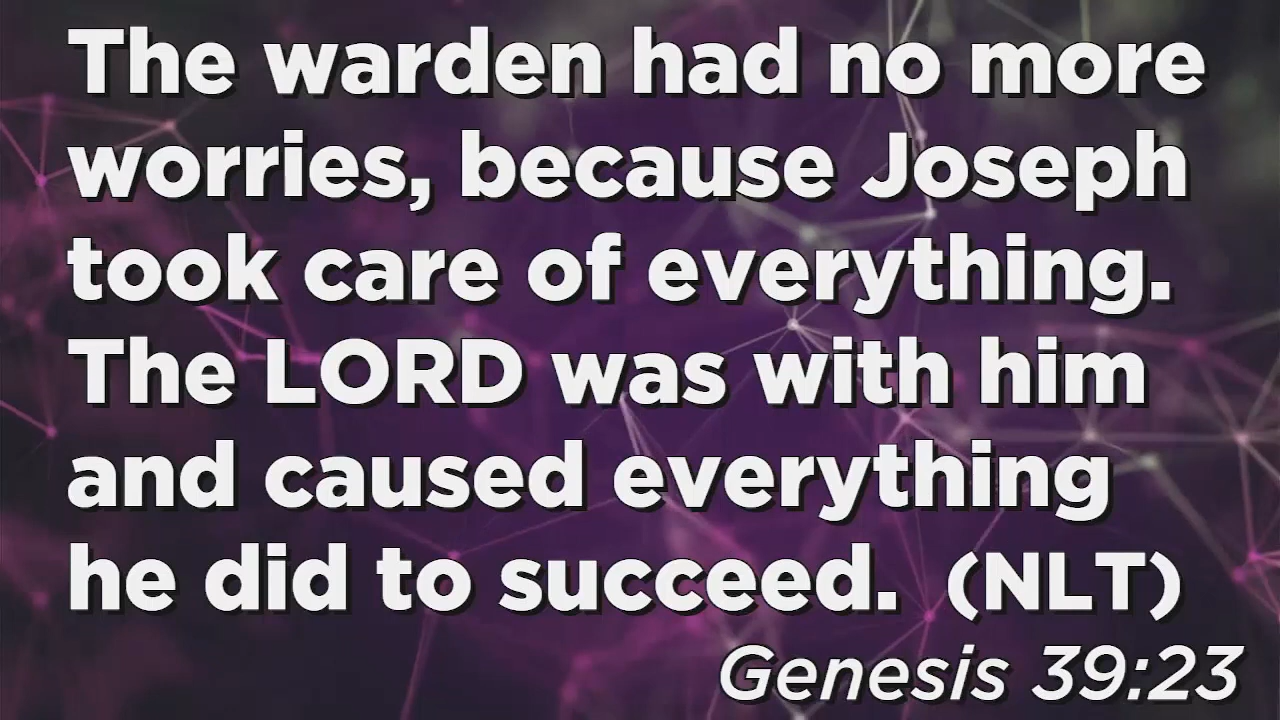 The warden had no more
worries, because Joseph
took care of everything.
The LORD was with him
and caused everything
he did to succeed. (NLT)
Genesis 39:23